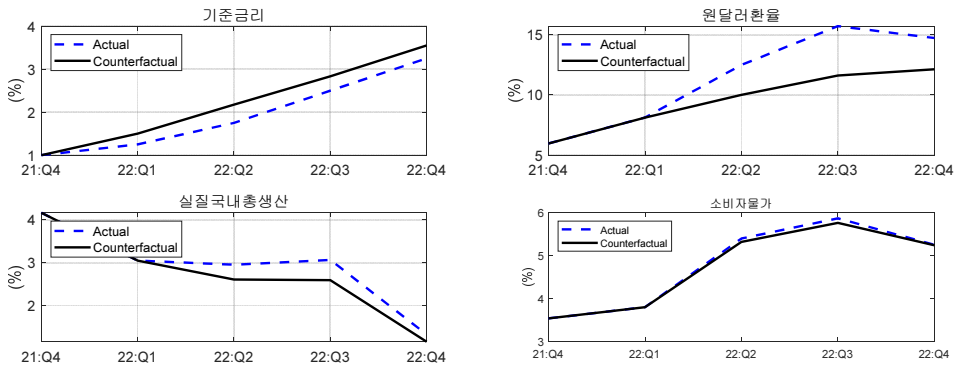 기준금리
4
3
2
1
(%)
Actual
Counterfactual
21:Q4 22:Q1 22:Q2 22:Q3 22:Q4
원달러환율
15
10
5
(%)
Actual
Counterfactual
21:Q4 22:Q1 22:Q2 22:Q3 22:Q4
실질국내총생산
4
3
2
(%)
Actual
Counterfactual
21:Q4 22:Q1 22:Q2 22:Q3 22:Q4
소비자물가
6
5
4
3
(%)
Actual
Counterfactual
21:Q4 22:Q1 22:Q2 22:Q3 22:Q4